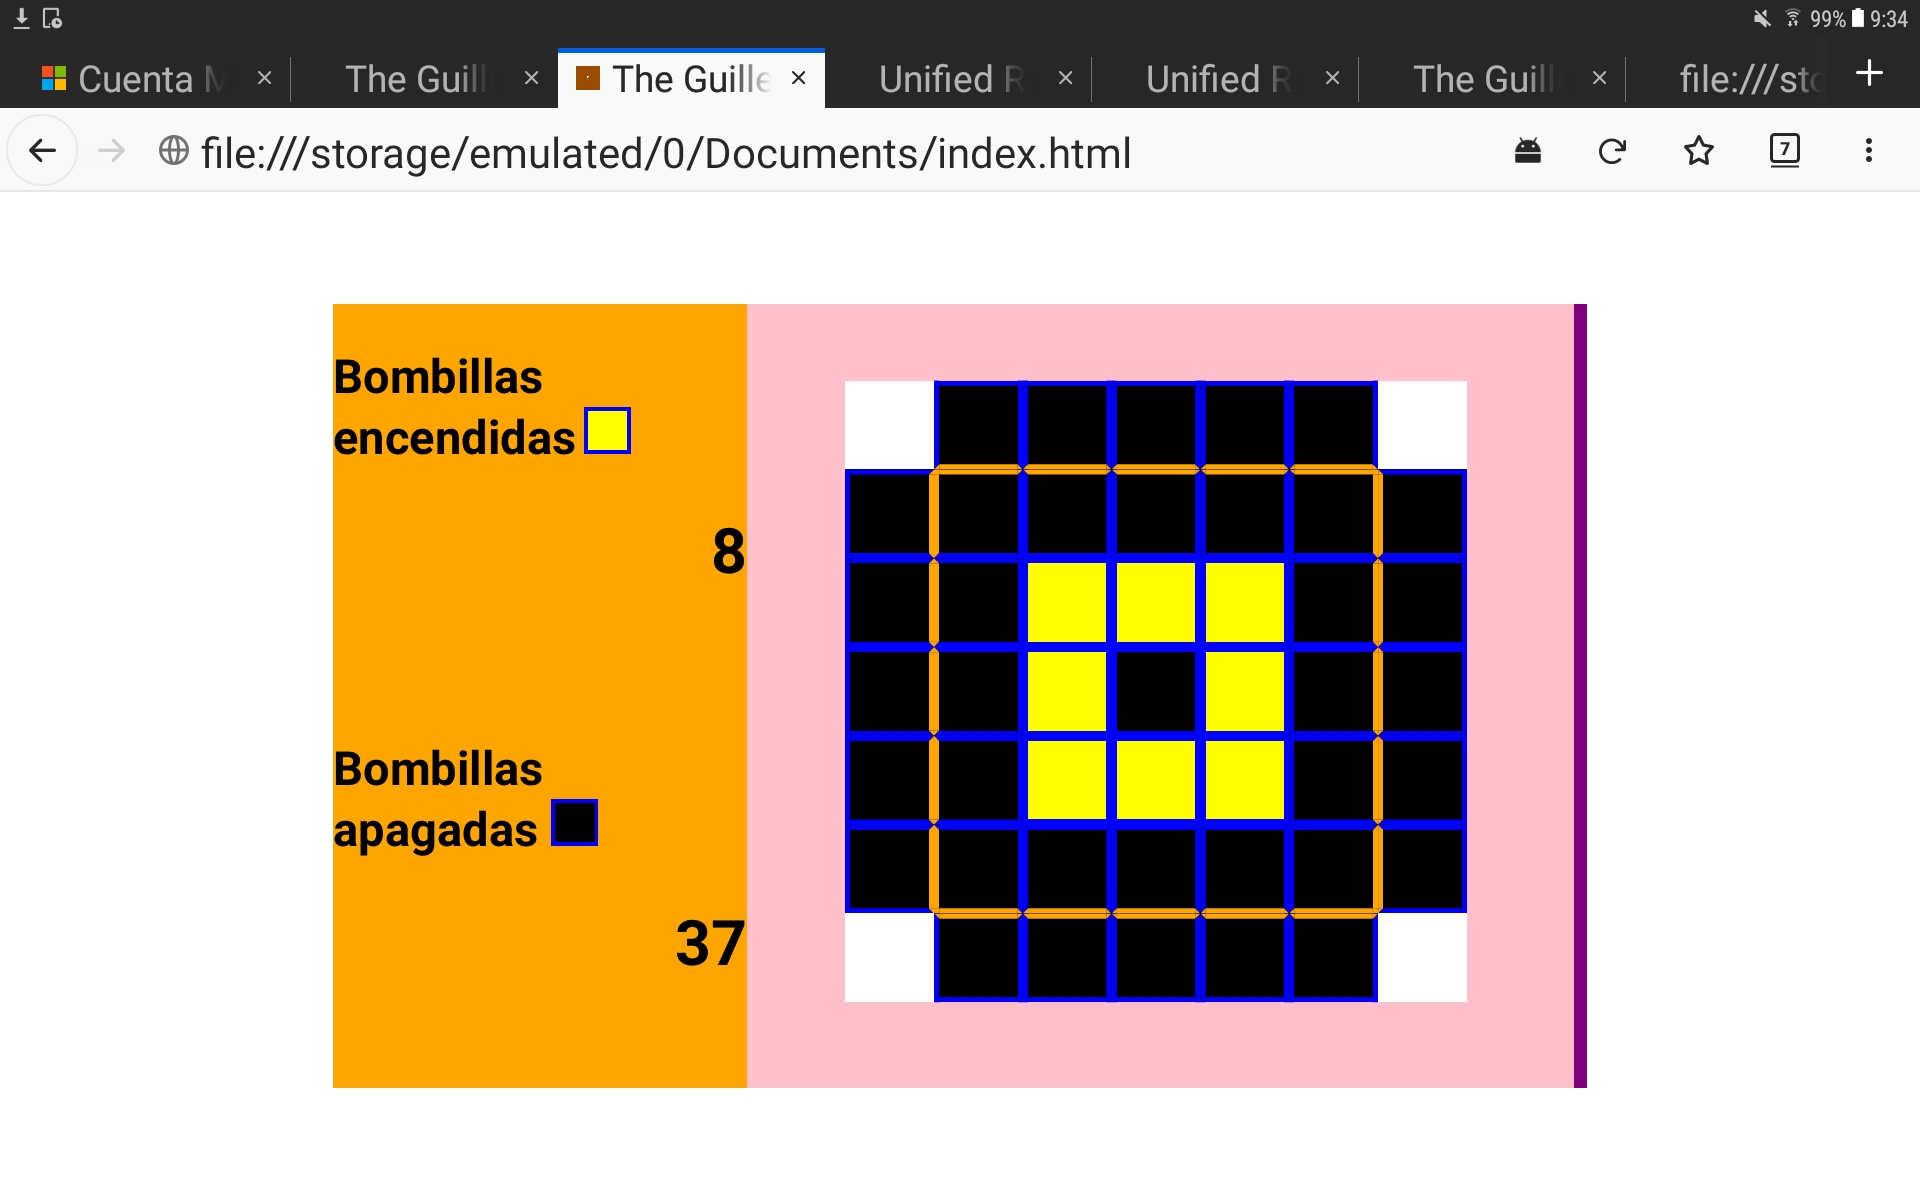 99% 9:34
Cuenta M The Guille The Guille Unified R Unified R The Guill file:///sto
file:///storage/emulated/0/Documents/index.html 7
Bombillas
encendidas
8
Bombillas
apagadas
37